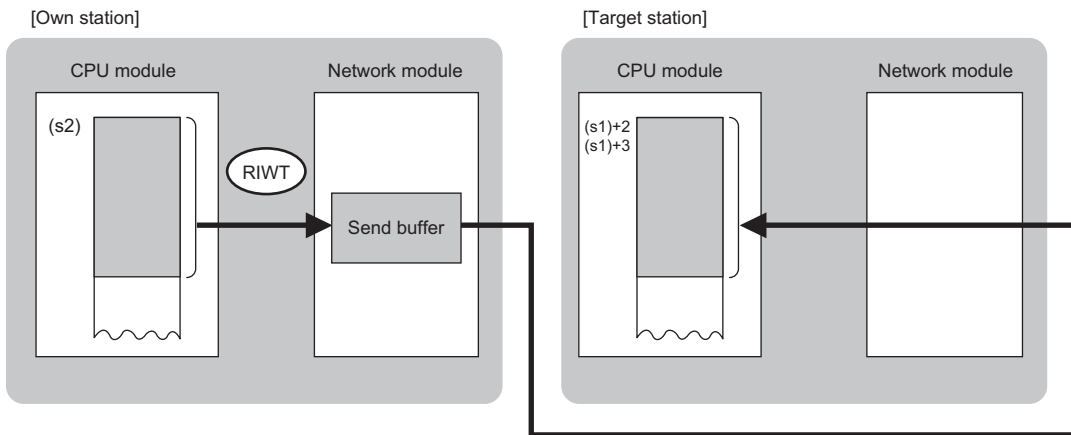 [Own station]
[Target station]
CPU module
Network module
CPU module
Network module
(s2)
(s1)+2
(s1)+3
RIWT
Send buffer